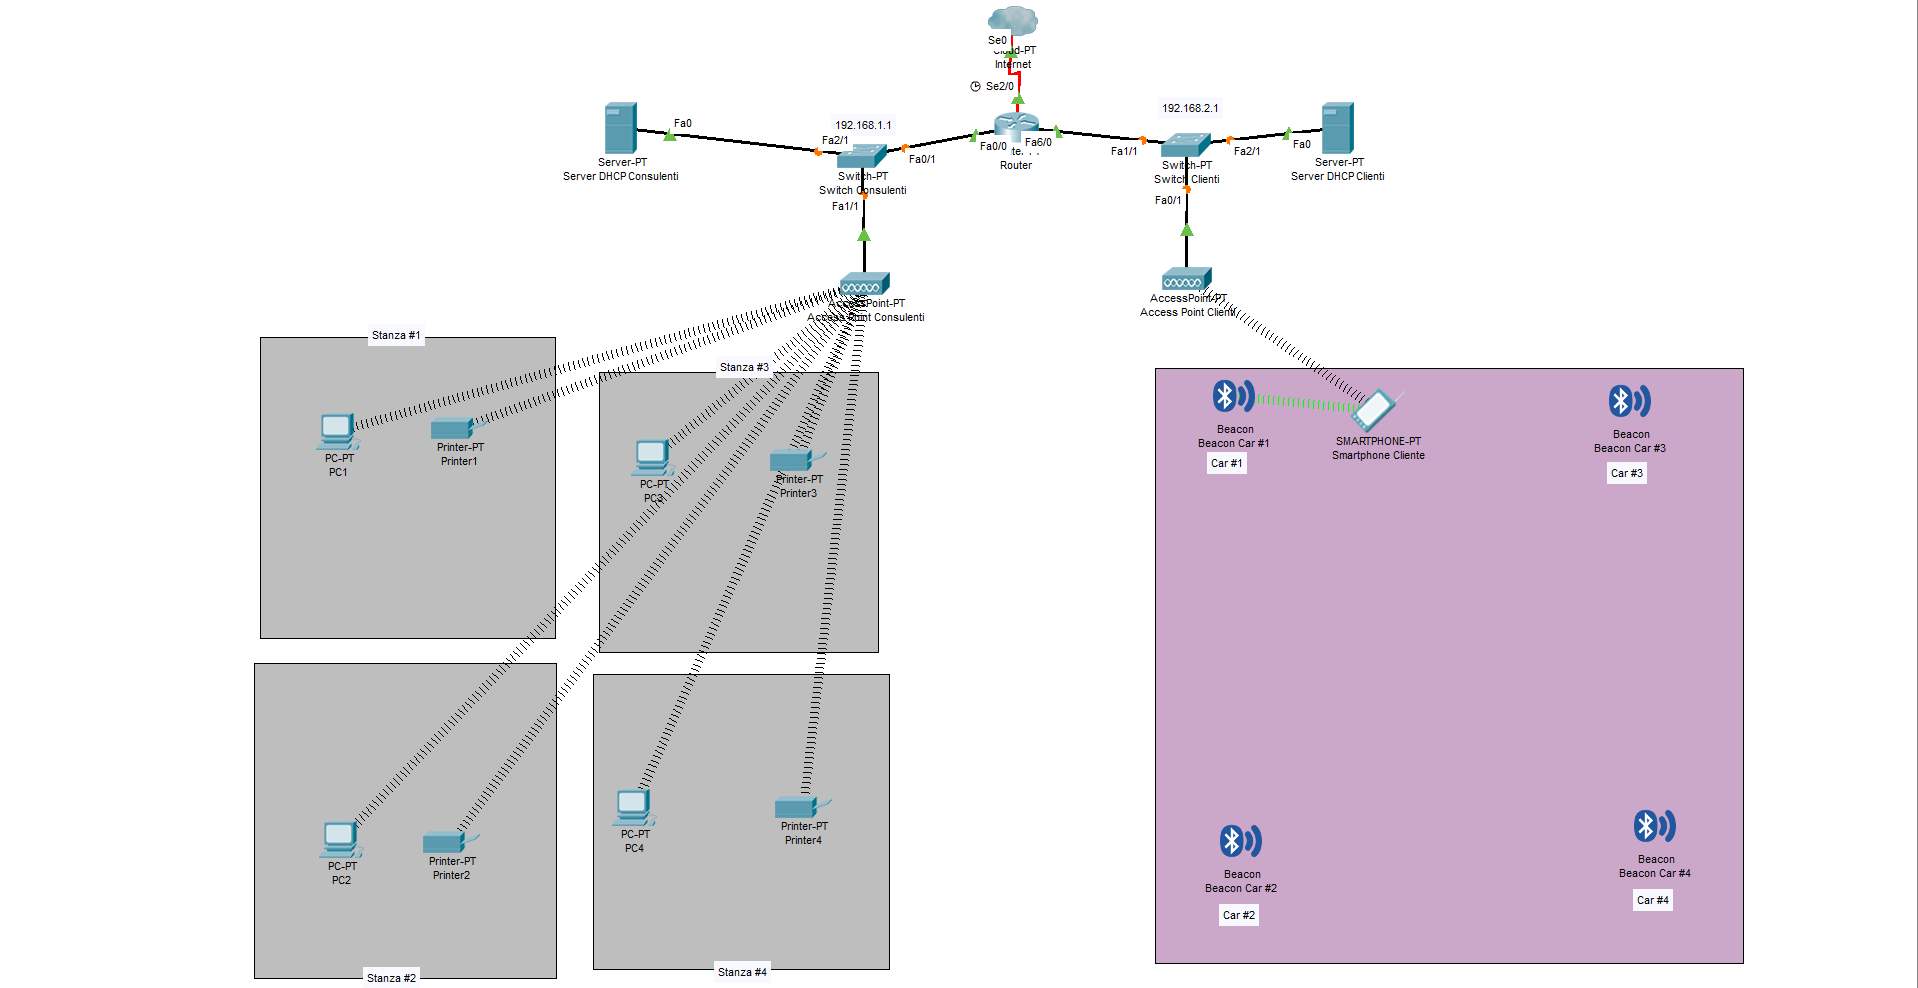 Se0
Cloud-PT
Internet
Se2/0
192.168.2.1
192.168.1.1
Fa0
Fa2/1
Fa0/1
Fa0/0
Fa6/0
Router
Fa1/1
Fa2/1
Fa0
Server-PT
Server DHCP Consulenti
Switch-PT
Switch Consulenti
Fa1/1
Switch-PT
Switch Clienti
Fa0/1
Server-PT
Server DHCP Clienti
AccessPoint-PT
Access Point Consulenti
AccessPoint-PT
Access Point Clienti
Stanza #1
PC-PT
PC1
Printer-PT
Printer1
Stanza #3
PC-PT
PC3
Printer-PT
Printer3
Beacon
Beacon Car #1
Car #1
SMARTPHONE-PT
Smartphone Cliente
Beacon
Beacon Car #3
Car #3
PC-PT
PC2
Printer-PT
Printer2
Stanza #2
PC-PT
PC4
Printer-PT
Printer4
Stanza #4
Beacon
Beacon Car #2
Car #2
Beacon
Beacon Car #4
Car #4